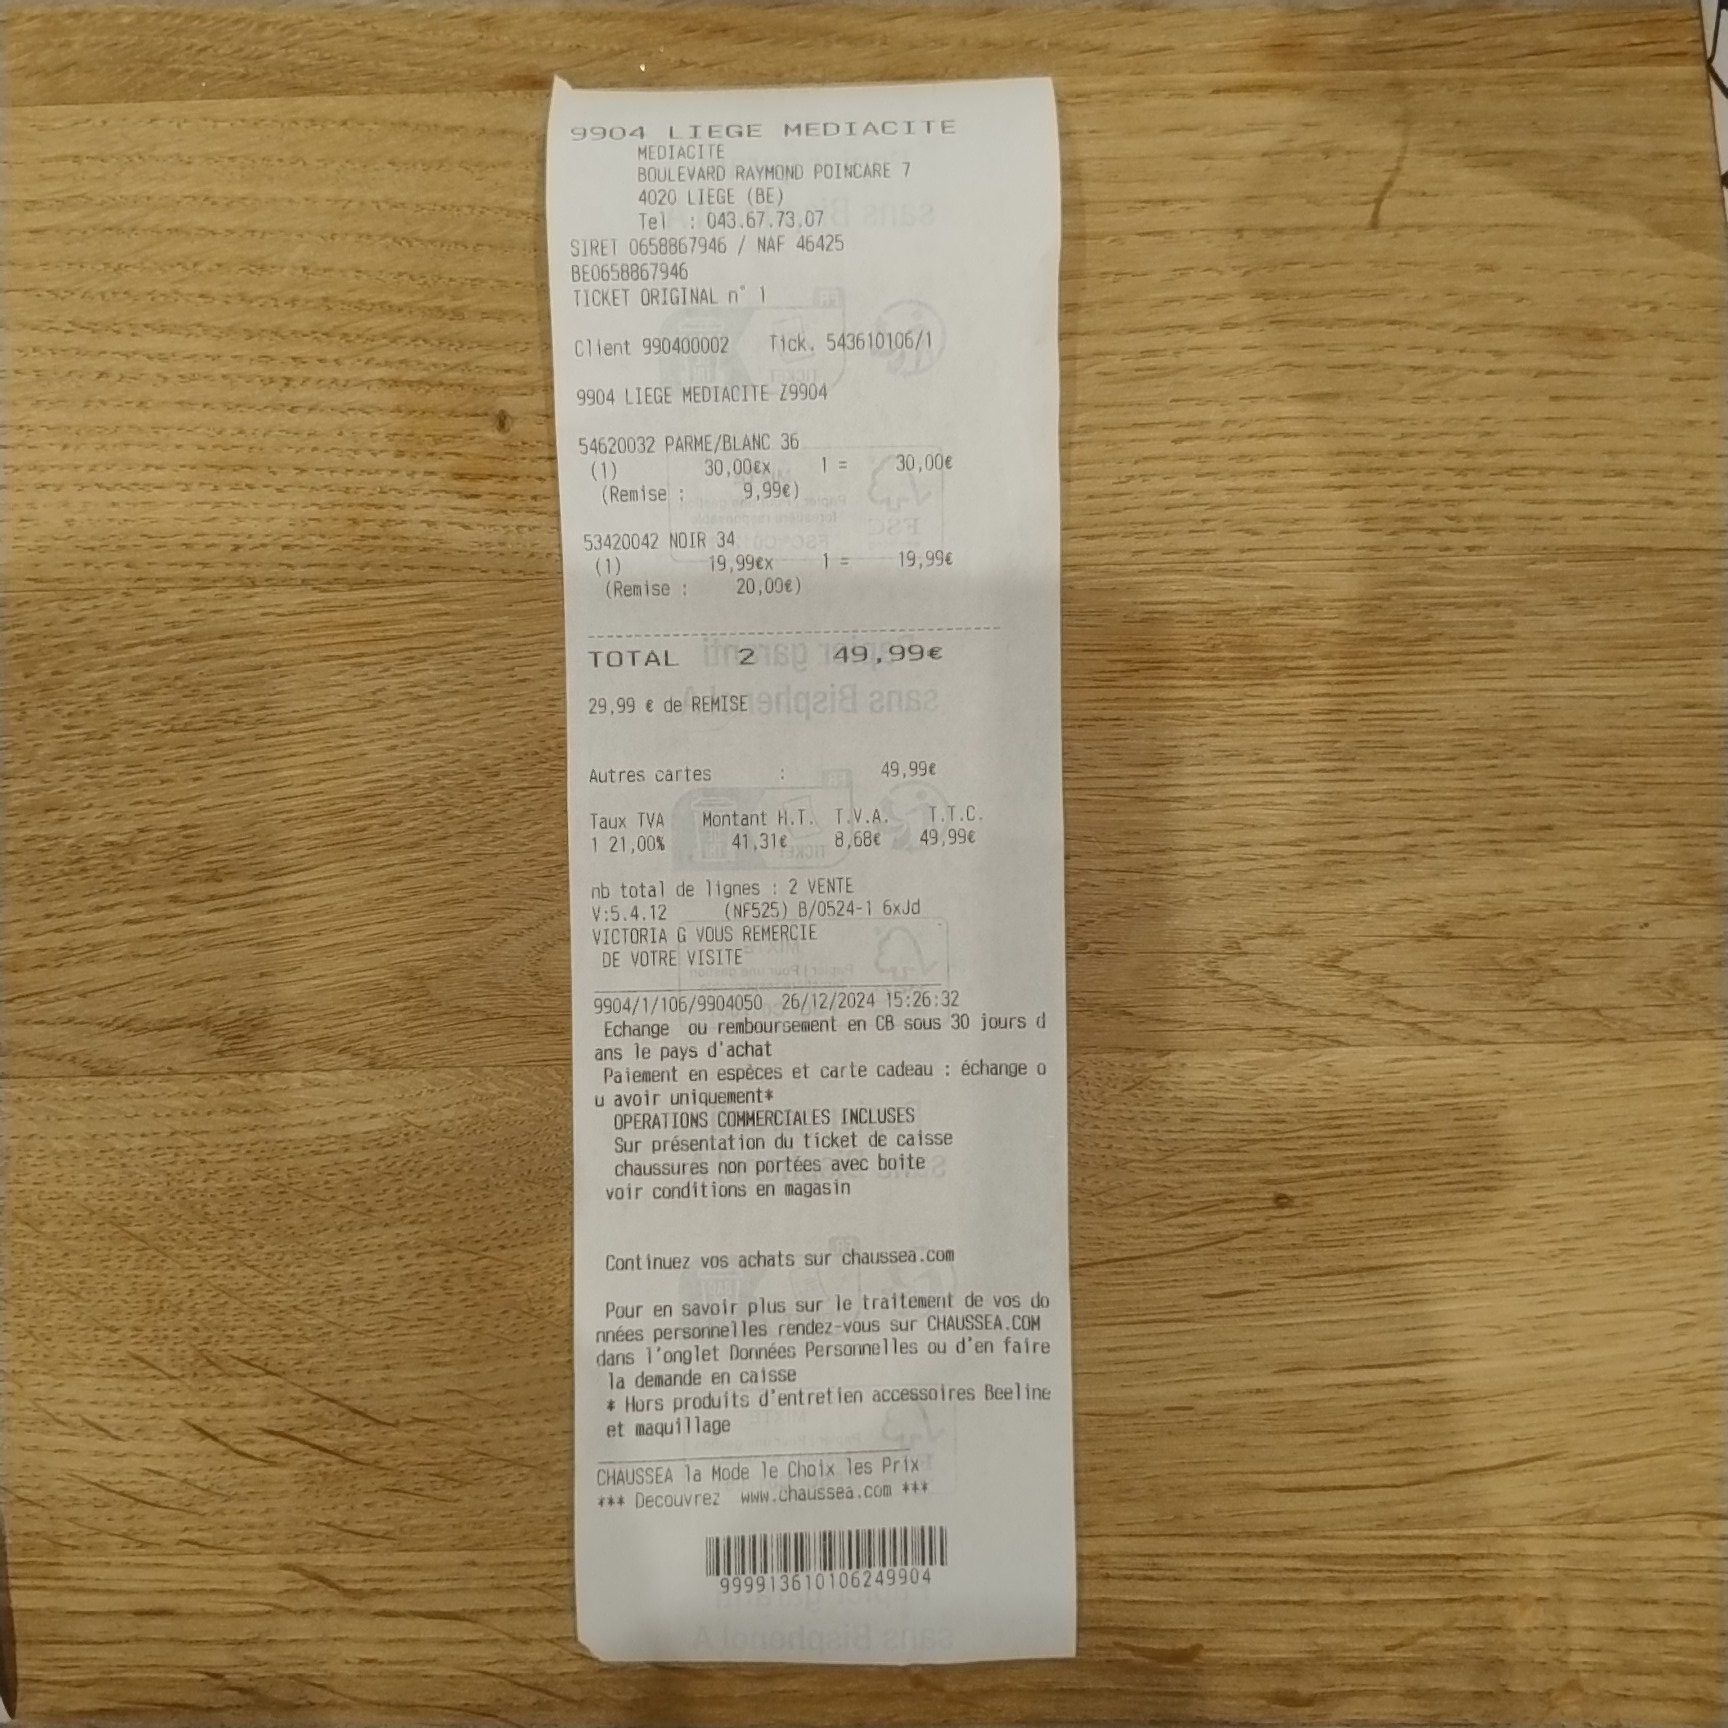 9904 LIEGE MEDIACITE
MEDIACITE
BOULEVARD RAYMOND POINCARE 7
4020 LIEGE (BE)
Tel : 043.67.73.07
SIRET 0658867946 / NAF 46425
BE0658867946
TICKET ORIGINAL n° 1
Client 990400002 Tick. 543610106/1
9904 LIEGE MEDIACITE Z9904
54620032 PARME/BLANC 36
(1) 30,00€x 1 = 30,00€
(Remise : 9,99€)
53420042 NOIR 34
(1) 19,99€x 1 = 19,99€
(Remise : 20,00€)
TOTAL 2 49,99€
29,99 € de REMISE
Autres cartes : 49,99€
Taux TVA Montant H.T. T.V.A. T.T.C.
1 21,00% 41,31€ 8,68€ 49,99€
nb total de lignes : 2 VENTE
V:5.4.12 (NF525) B/0524-1 6xJd
VICTORIA G VOUS REMERCIE
DE VOTRE VISITE
9904/1/106/9904050 26/12/2024 15:26:32
Echange ou remboursement en CB sous 30 jours d
ans le pays d'achat
Paiement en espèces et carte cadeau : échange o
u avoir uniquement*
OPERATIONS COMMERCIALES INCLUSES
Sur présentation du ticket de caisse
chaussures non portées avec boite
voir conditions en magasin
Continuez vos achats sur chaussea.com
Pour en savoir plus sur le traitement de vos do
nnées personnelles rendez-vous sur CHAUSSEA.COM
dans l'onglet Données Personnelles ou d'en faire
la demande en caisse
* Hors produits d'entretien accessoires Beeline
et maquillage
CHAUSSEA la Mode le Choix les Prix
*** Decouvrez www.chaussea.com ***
999913610106249904